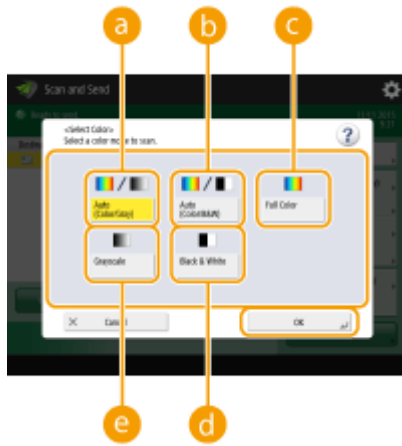 a
b
c
Scan and Send
<Select Color>
Select a color mode to scan.
?
Auto
(Color/Gray)
Auto
(Color/B&W)
Full Color
Grayscale
Black & White
Cancel
OK
e
d